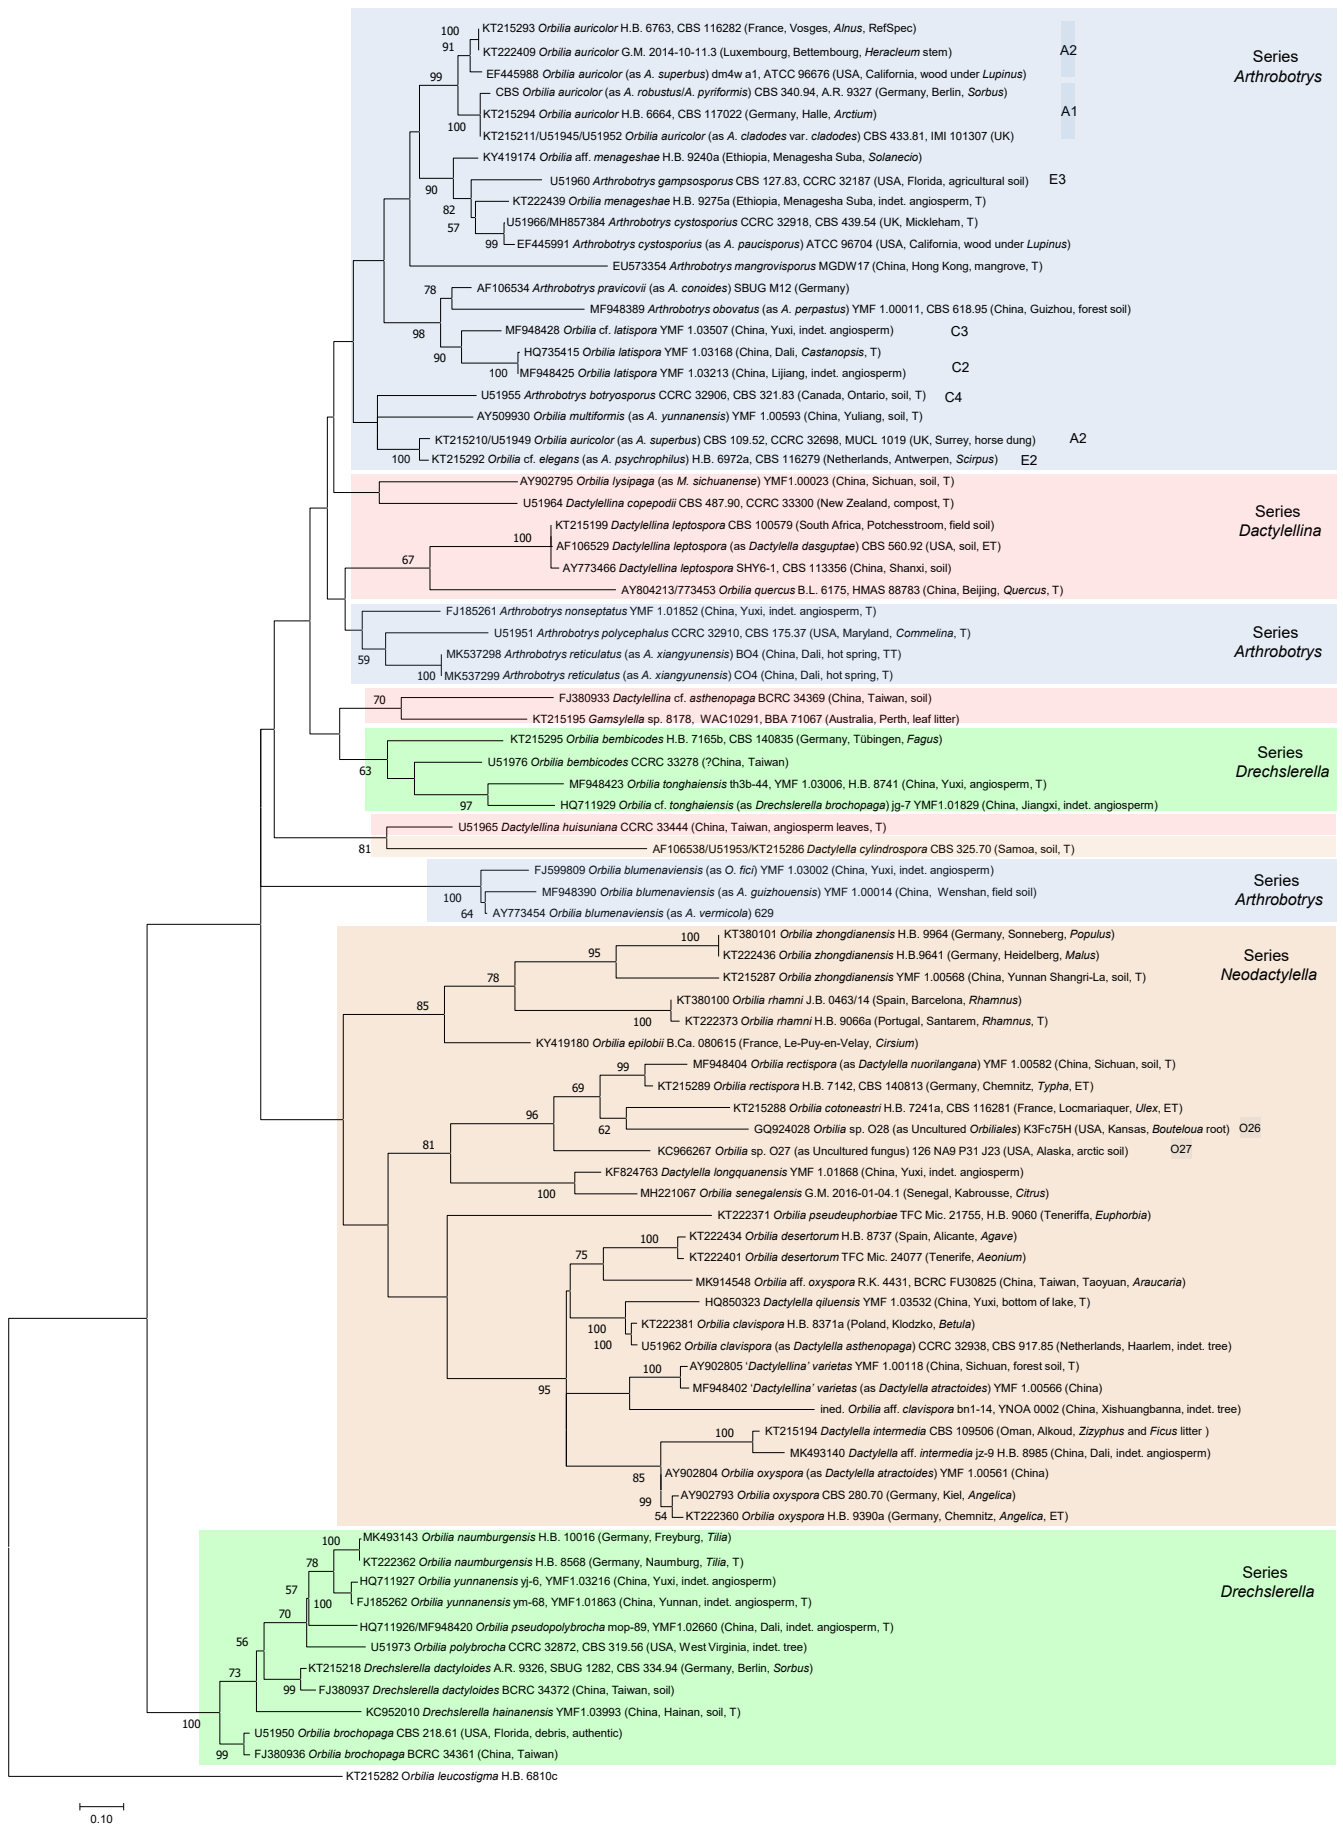 KT215293 Orbilia auricolor H.B. 6763, CBS 116282 (France, Vosges, Alnus, RefSpec)
100
91
KT222409 Orbilia auricolor G.M. 2014-10-11.3 (Luxembourg, Bettembourg, Heracleum stem)
A2
Series
Arthrobotrys
EF445988 Orbilia auricolor (as A. superbus) dm4w a1, ATCC 96676 (USA, California, wood under Lupinus)
99
CBS Orbilia auricolor (as A. robustus/A. pyriformis) CBS 340.94, A.R. 9327 (Germany, Berlin, Sorbus)
KT215294 Orbilia auricolor H.B. 6664, CBS 117022 (Germany, Halle, Arctium)
A1
100
KT215211/U51945/U51952 Orbilia auricolor (as A. cladodes var. cladodes) CBS 433.81, IMI 101307 (UK)
KY419174 Orbilia aff. menageshae H.B. 9240a (Ethiopia, Menagesha Suba, Solanecio)
90
U51960 Arthrobotrys gampsosporus CBS 127.83, CCRC 32187 (USA, Florida, agricultural soil)
E3
82
KT222439 Orbilia menageshae H.B. 9275a (Ethiopia, Menagesha Suba, indet. angiosperm, T)
57
U51966/MH857384 Arthrobotrys cystosporius CCRC 32918, CBS 439.54 (UK, Mickleham, T)
99
EF445991 Arthrobotrys cystosporius (as A. paucisporus) ATCC 96704 (USA, California, wood under Lupinus)
EU573354 Arthrobotrys mangrovisporus MGDW17 (China, Hong Kong, mangrove, T)
78
AF106534 Arthrobotrys pravicovii (as A. conoides) SBUG M12 (Germany)
MF948389 Arthrobotrys obovatus (as A. perpastus) YMF 1.00011, CBS 618.95 (China, Guizhou, forest soil)
98
MF948428 Orbilia cf. latispora YMF 1.03507 (China, Yuxi, indet. angiosperm)
C3
90
HQ735415 Orbilia latispora YMF 1.03168 (China, Dali, Castanopsis, T)
C2
100
MF948425 Orbilia latispora YMF 1.03213 (China, Lijiang, indet. angiosperm)
U51955 Arthrobotrys botryosporus CCRC 32906, CBS 321.83 (Canada, Ontario, soil, T)
C4
AY509930 Orbilia multiformis (as A. yunnanensis) YMF 1.00593 (China, Yuliang, soil, T)
KT215210/U51949 Orbilia auricolor (as A. superbus) CBS 109.52, CCRC 32698, MUCL 1019 (UK, Surrey, horse dung)
A2
100
KT215292 Orbilia cf. elegans (as A. psychrophilus) H.B. 6972a, CBS 116279 (Netherlands, Antwerpen, Scirpus)
E2
AY902795 Orbilia lysipaga (as M. sichuanense) YMF1.00023 (China, Sichuan, soil, T)
U51964 Dactylellina copepodii CBS 487.90, CCRC 33300 (New Zealand, compost, T)
Series
Dactylellina
KT215199 Dactylellina leptospora CBS 100579 (South Africa, Potchesstroom, field soil)
100
AF106529 Dactylellina leptospora (as Dactylella dasguptae) CBS 560.92 (USA, soil, ET)
67
AY773466 Dactylellina leptospora SHY6-1, CBS 113356 (China, Shanxi, soil)
AY804213/773453 Orbilia quercus B.L. 6175, HMAS 88783 (China, Beijing, Quercus, T)
FJ185261 Arthrobotrys nonseptatus YMF 1.01852 (China, Yuxi, indet. angiosperm, T)
U51951 Arthrobotrys polycephalus CCRC 32910, CBS 175.37 (USA, Maryland, Commelina, T)
Series
Arthrobotrys
59
MK537298 Arthrobotrys reticulatus (as A. xiangyunensis) BO4 (China, Dali, hot spring, TT)
100
MK537299 Arthrobotrys reticulatus (as A. xiangyunensis) CO4 (China, Dali, hot spring, T)
70
FJ380933 Dactylellina cf. asthenopaga BCRC 34369 (China, Taiwan, soil)
KT215195 Gamsylella sp. 8178, WAC10291, BBA 71067 (Australia, Perth, leaf litter)
KT215295 Orbilia bembicodes H.B. 7165b, CBS 140835 (Germany, Tübingen, Fagus)
Series
Drechslerella
63
U51976 Orbilia bembicodes CCRC 33278 (?China, Taiwan)
MF948423 Orbilia tonghaiensis th3b-44, YMF 1.03006, H.B. 8741 (China, Yuxi, angiosperm, T)
97
HQ711929 Orbilia cf. tonghaiensis (as Drechslerella brochopaga) jg-7 YMF1.01829 (China, Jiangxi, indet. angiosperm)
U51965 Dactylellina huisuniana CCRC 33444 (China, Taiwan, angiosperm leaves, T)
81
AF106538/U51953/KT215286 Dactylella cylindrospora CBS 325.70 (Samoa, soil, T)
FJ599809 Orbilia blumenaviensis (as O. fici) YMF 1.03002 (China, Yuxi, indet. angiosperm)
Series
Arthrobotrys
100
MF948390 Orbilia blumenaviensis (as A. guizhouensis) YMF 1.00014 (China, Wenshan, field soil)
64
AY773454 Orbilia blumenaviensis (as A. vermicola) 629
100
KT380101 Orbilia zhongdianensis H.B. 9964 (Germany, Sonneberg, Populus)
95
KT222436 Orbilia zhongdianensis H.B.9641 (Germany, Heidelberg, Malus)
Series
Neodactylella
78
KT215287 Orbilia zhongdianensis YMF 1.00568 (China, Yunnan Shangri-La, soil, T)
85
KT380100 Orbilia rhamni J.B. 0463/14 (Spain, Barcelona, Rhamnus)
100
KT222373 Orbilia rhamni H.B. 9066a (Portugal, Santarem, Rhamnus, T)
KY419180 Orbilia epilobii B.Ca. 080615 (France, Le-Puy-en-Velay, Cirsium)
99
MF948404 Orbilia rectispora (as Dactylella nuorilangana) YMF 1.00582 (China, Sichuan, soil, T)
69
KT215289 Orbilia rectispora H.B. 7142, CBS 140813 (Germany, Chemnitz, Typha, ET)
96
KT215288 Orbilia cotoneastri H.B. 7241a, CBS 116281 (France, Locmariaquer, Ulex, ET)
62
GQ924028 Orbilia sp. O28 (as Uncultured Orbiliales) K3Fc75H (USA, Kansas, Bouteloua root)
O26
81
KC966267 Orbilia sp. O27 (as Uncultured fungus) 126 NA9 P31 J23 (USA, Alaska, arctic soil)
O27
KF824763 Dactylella longquanensis YMF 1.01868 (China, Yuxi, indet. angiosperm)
100
MH221067 Orbilia senegalensis G.M. 2016-01-04.1 (Senegal, Kabrousse, Citrus)
KT222371 Orbilia pseudeuphorbiae TFC Mic. 21755, H.B. 9060 (Teneriffa, Euphorbia)
100
KT222434 Orbilia desertorum H.B. 8737 (Spain, Alicante, Agave)
75
KT222401 Orbilia desertorum TFC Mic. 24077 (Tenerife, Aeonium)
MK914548 Orbilia aff. oxyspora R.K. 4431, BCRC FU30825 (China, Taiwan, Taoyuan, Araucaria)
HQ850323 Dactylella qiluensis YMF 1.03532 (China, Yuxi, bottom of lake, T)
100
KT222381 Orbilia clavispora H.B. 8371a (Poland, Klodzko, Betula)
100
U51962 Orbilia clavispora (as Dactylella asthenopaga) CCRC 32938, CBS 917.85 (Netherlands, Haarlem, indet. tree)
100
AY902805 'Dactylellina' varietas YMF 1.00118 (China, Sichuan, forest soil, T)
95
MF948402 'Dactylellina' varietas (as Dactylella atractoides) YMF 1.00566 (China)
ined. Orbilia aff. clavispora bn1-14, YNOA 0002 (China, Xishuangbanna, indet. tree)
100
KT215194 Dactylella intermedia CBS 109506 (Oman, Alkoud, Zizyphus and Ficus litter )
MK493140 Dactylella aff. intermedia jz-9 H.B. 8985 (China, Dali, indet. angiosperm)
85
AY902804 Orbilia oxyspora (as Dactylella atractoides) YMF 1.00561 (China)
99
AY902793 Orbilia oxyspora CBS 280.70 (Germany, Kiel, Angelica)
54
KT222360 Orbilia oxyspora H.B. 9390a (Germany, Chemnitz, Angelica, ET)
100
MK493143 Orbilia naumburgensis H.B. 10016 (Germany, Freyburg, Tilia)
78
KT222362 Orbilia naumburgensis H.B. 8568 (Germany, Naumburg, Tilia, T)
Series
Drechslerella
57
HQ711927 Orbilia yunnanensis yj-6, YMF1.03216 (China, Yuxi, indet. angiosperm)
100
FJ185262 Orbilia yunnanensis ym-68, YMF1.01863 (China, Yunnan, indet. angiosperm, T)
70
HQ711926/MF948420 Orbilia pseudopolybrocha mop-89, YMF1.02660 (China, Dali, indet. angiosperm, T)
56
U51973 Orbilia polybrocha CCRC 32872, CBS 319.56 (USA, West Virginia, indet. tree)
73
KT215218 Drechslerella dactyloides A.R. 9326, SBUG 1282, CBS 334.94 (Germany, Berlin, Sorbus)
99
FJ380937 Drechslerella dactyloides BCRC 34372 (China, Taiwan, soil)
KC952010 Drechslerella hainanensis YMF1.03993 (China, Hainan, soil, T)
100
U51950 Orbilia brochopaga CBS 218.61 (USA, Florida, debris, authentic)
99
FJ380936 Orbilia brochopaga BCRC 34361 (China, Taiwan)
KT215282 Orbilia leucostigma H.B. 6810c
0.10